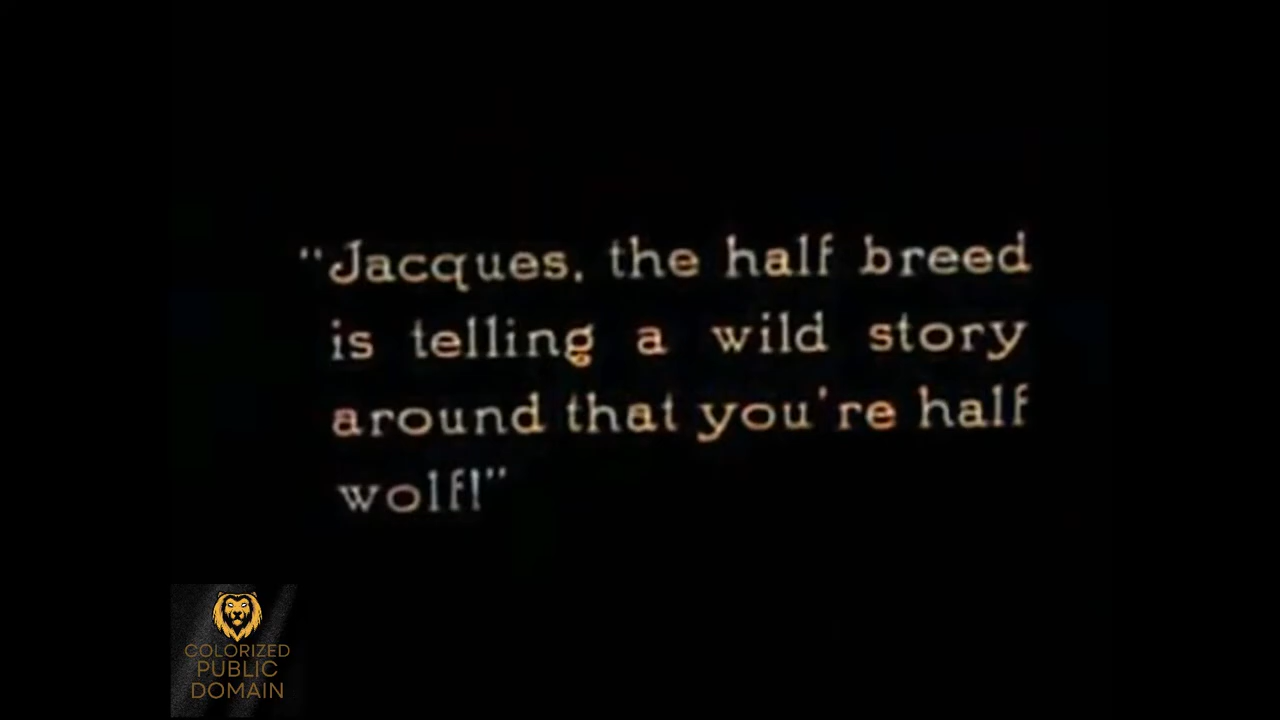 "Jacques, the half breed
is telling a wild story
around that you're half
wolf!"
COLORIZED
PUBLIC
DOMAIN